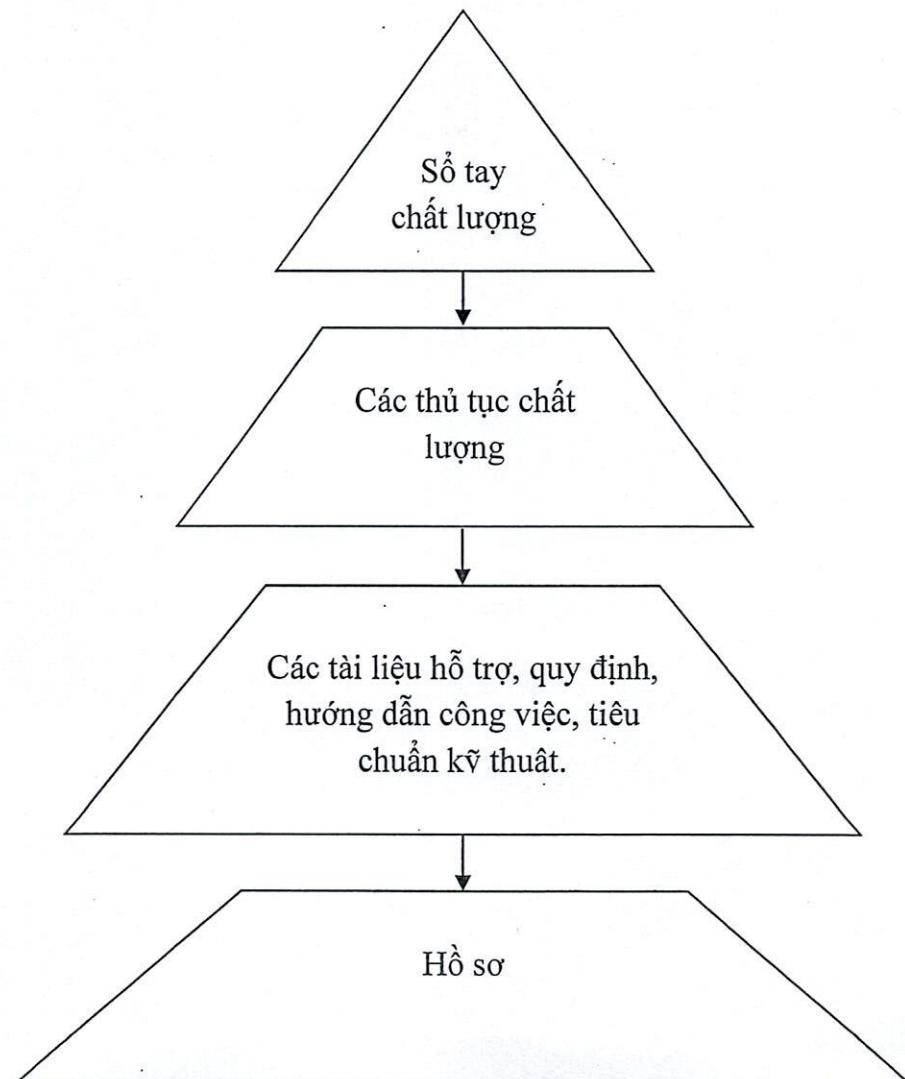 Sổ tay
chất lượng
Các thủ tục chất
lượng
Các tài liệu hỗ trợ, quy định,
hướng dẫn công việc, tiêu
chuẩn kỹ thuât.
Hồ sơ